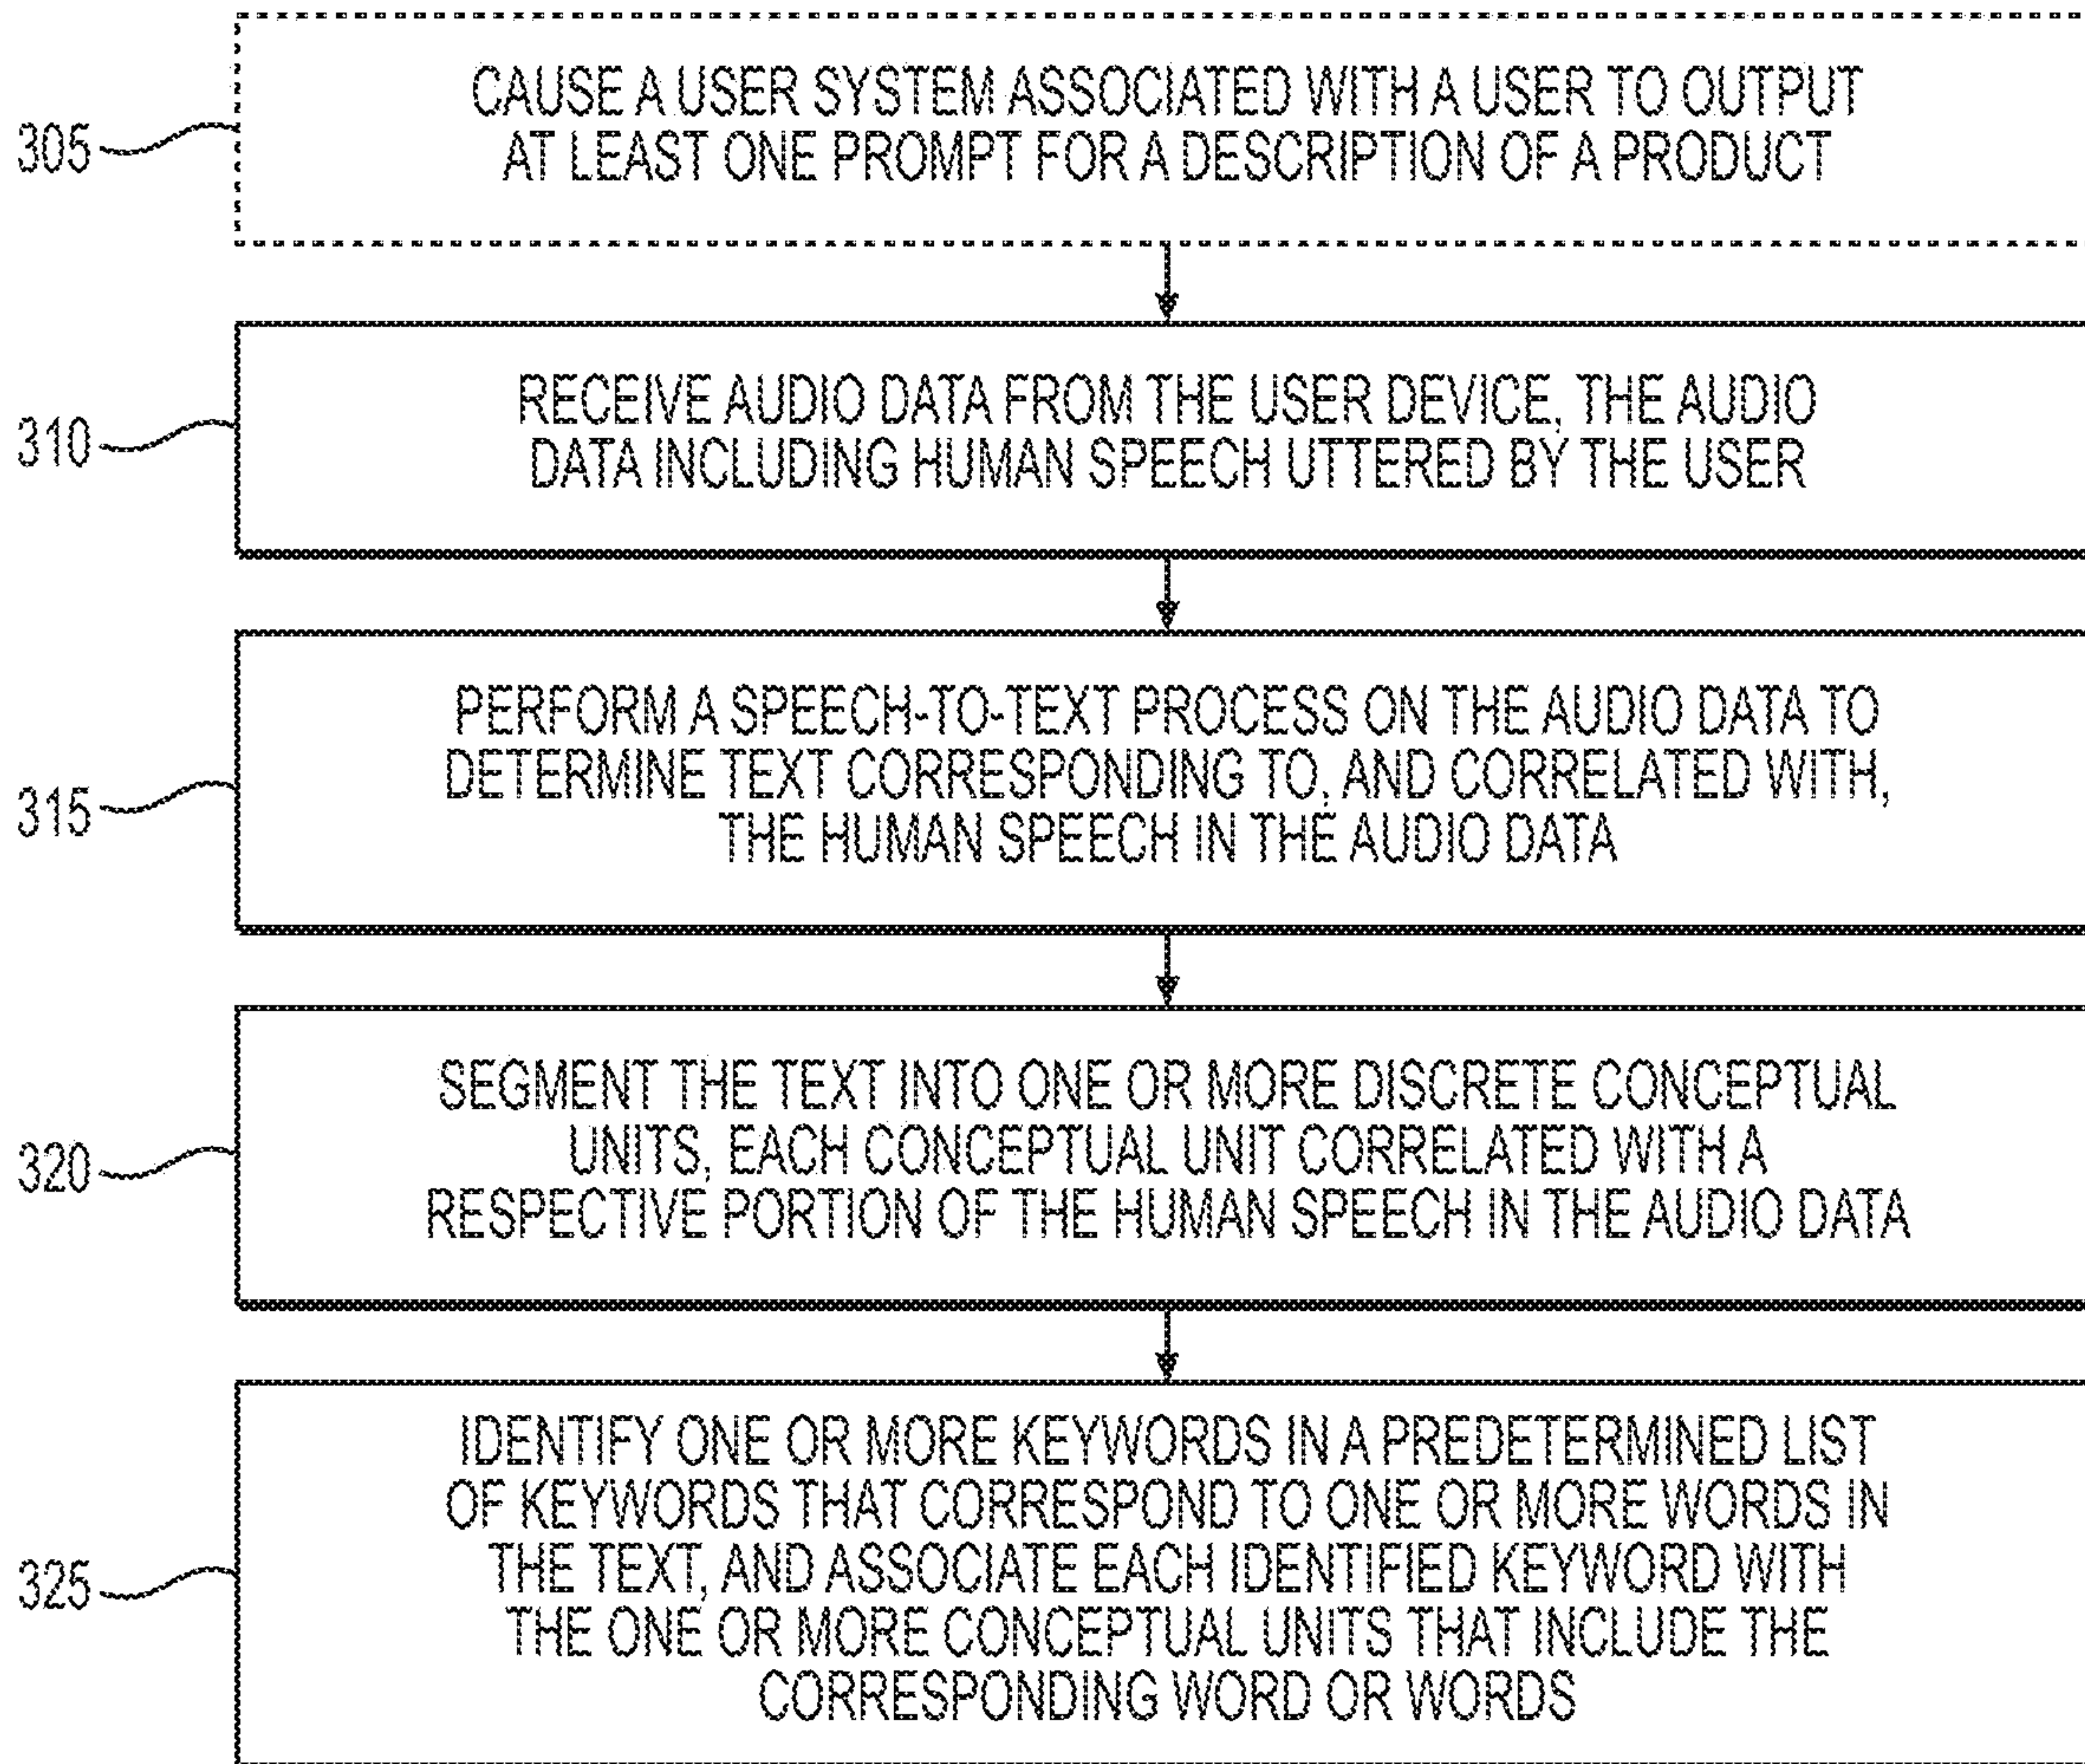 CAUSE A USER SYSTEM ASSOCIATED WITH A USER TO OUTPUT
AT LEAST ONE PROMPT FOR A DESCRIPTION OF A PRODUCT
305
RECEIVE AUDIO DATA FROM THE USER DEVICE, THE AUDIO
DATA INCLUDING HUMAN SPEECH UTTERED BY THE USER
310
PERFORM A SPEECH-TO-TEXT PROCESS ON THE AUDIO DATA TO
DETERMINE TEXT CORRESPONDING TO, AND CORRELATED WITH,
THE HUMAN SPEECH IN THE AUDIO DATA
315
SEGMENT THE TEXT INTO ONE OR MORE DISCRETE CONCEPTUAL
UNITS, EACH CONCEPTUAL UNIT CORRELATED WITH A
RESPECTIVE PORTION OF THE HUMAN SPEECH IN THE AUDIO DATA
320
IDENTIFY ONE OR MORE KEYWORDS IN A PREDETERMINED LIST
OF KEYWORDS THAT CORRESPOND TO ONE OR MORE WORDS IN
THE TEXT, AND ASSOCIATE EACH IDENTIFIED KEYWORD WITH
THE ONE OR MORE CONCEPTUAL UNITS THAT INCLUDE THE
CORRESPONDING WORD OR WORDS
325